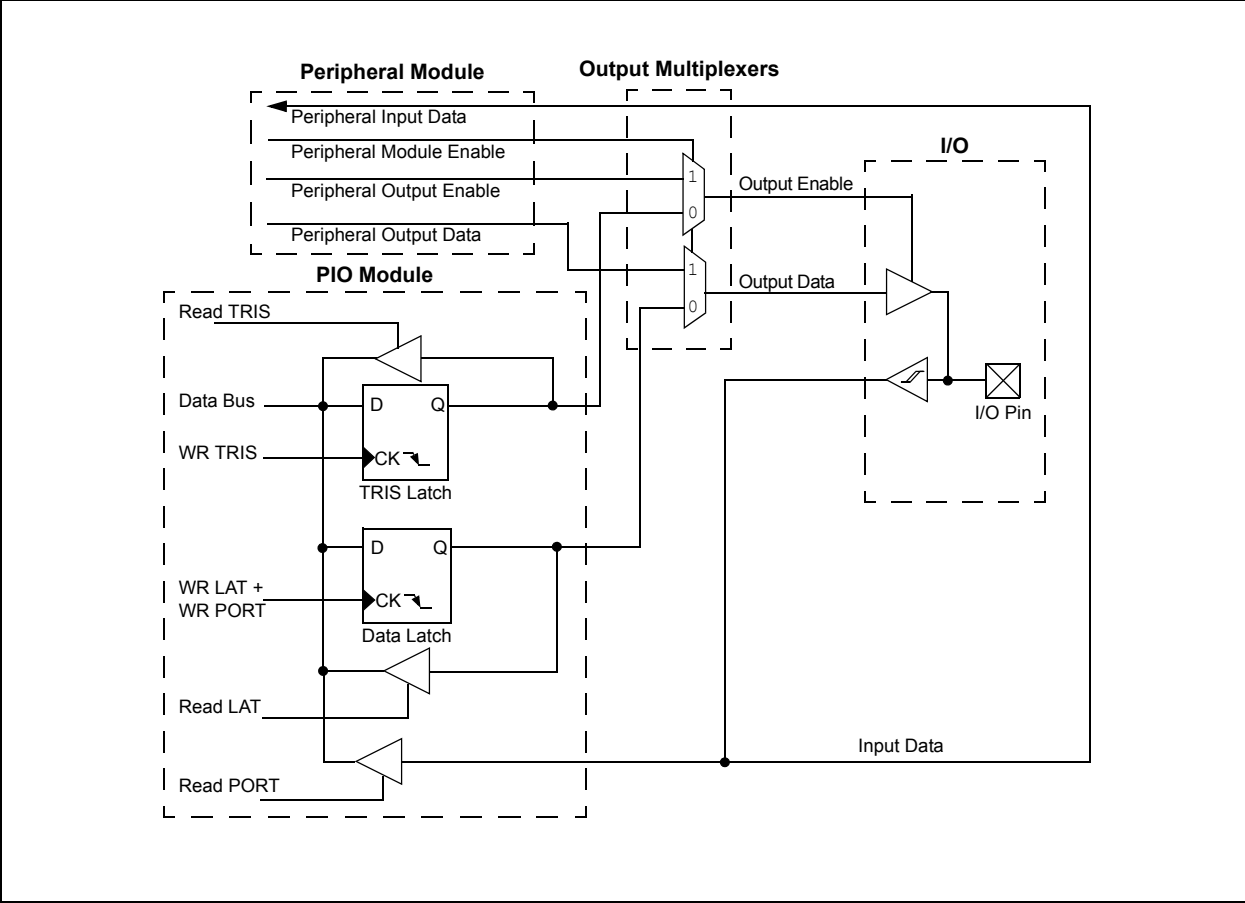 Peripheral Module
Output Multiplexers
Peripheral Input Data
Peripheral Module Enable
Peripheral Output Enable
Peripheral Output Data
1
0
1
0
Output Enable
Output Data
I/O
I/O Pin
PIO Module
Read TRIS
Data Bus
D
Q
WR TRIS
CK
TRIS Latch
D
Q
WR LAT +
WR PORT
CK
Data Latch
Read LAT
Read PORT
Input Data